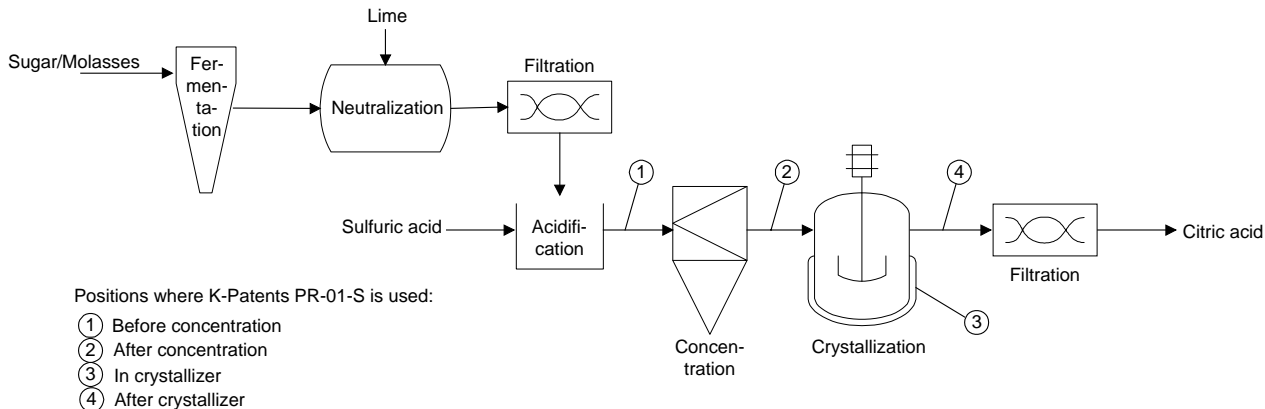 Lime
Sugar/Molasses
Fer-
men-
ta-
tion
Neutralization
Filtration
Sulfuric acid
Acidifi-
cation
1
2
4
Citric acid
Filtration
3
Concen-
tration
Crystallization
Positions where K-Patents PR-01-S is used:
1 Before concentration
2 After concentration
3 In crystallizer
4 After crystallizer